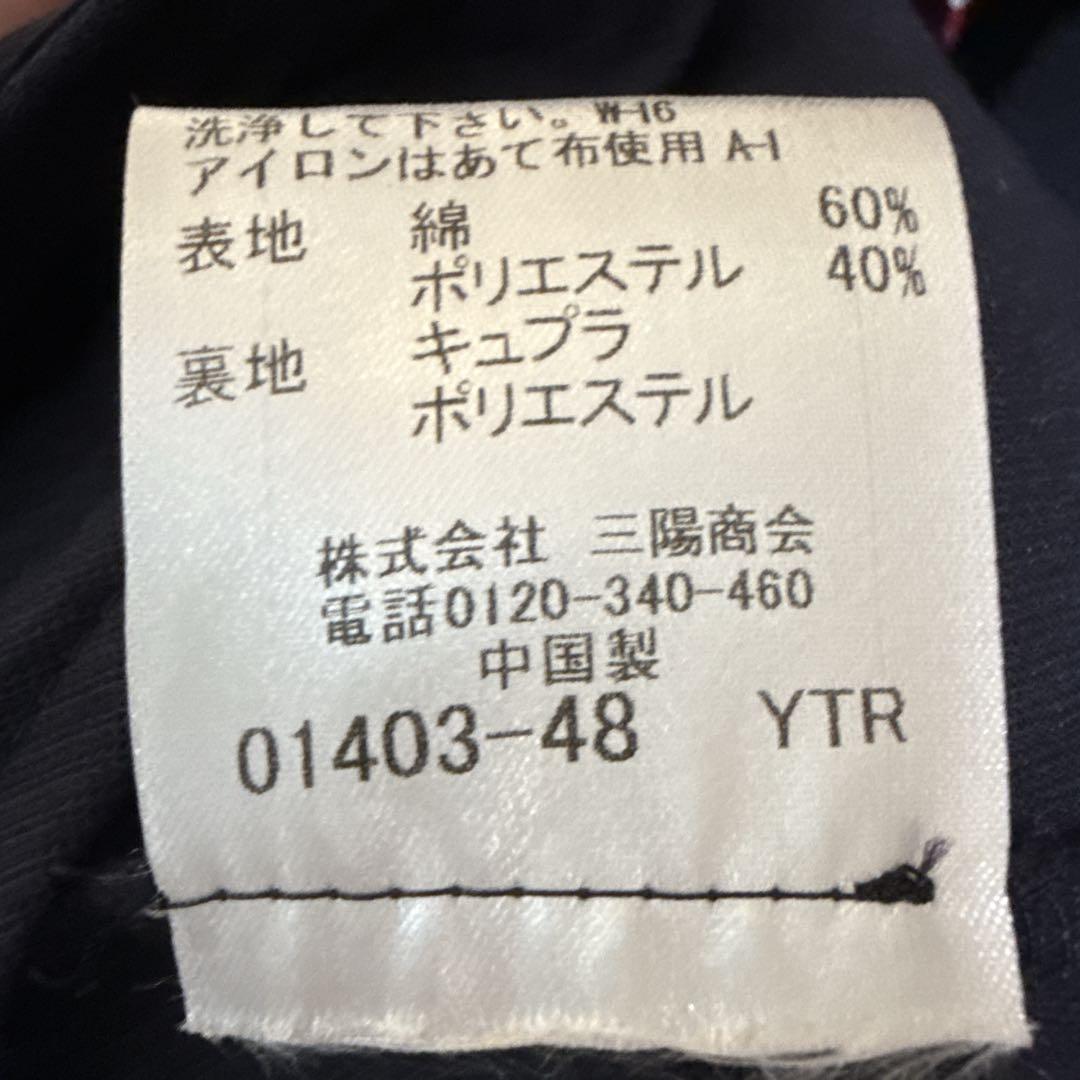 洗浄して下さい。W-16
アイロンはあて布使用 A-1
表地 綿 60%
ポリエステル 40%
裏地 キュプラ
ポリエステル
株式会社 三陽商会
電話0120-340-460
中国製
01403-48 YTR